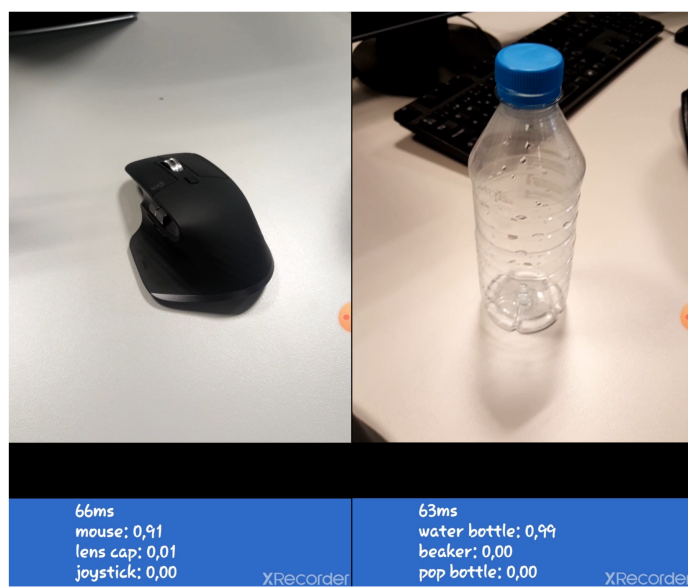 66ms
mouse: 0,91
lens cap: 0,01
joystick: 0,00
XRecorder
63ms
water bottle: 0,99
beaker: 0,00
pop bottle: 0,00
XRecorder